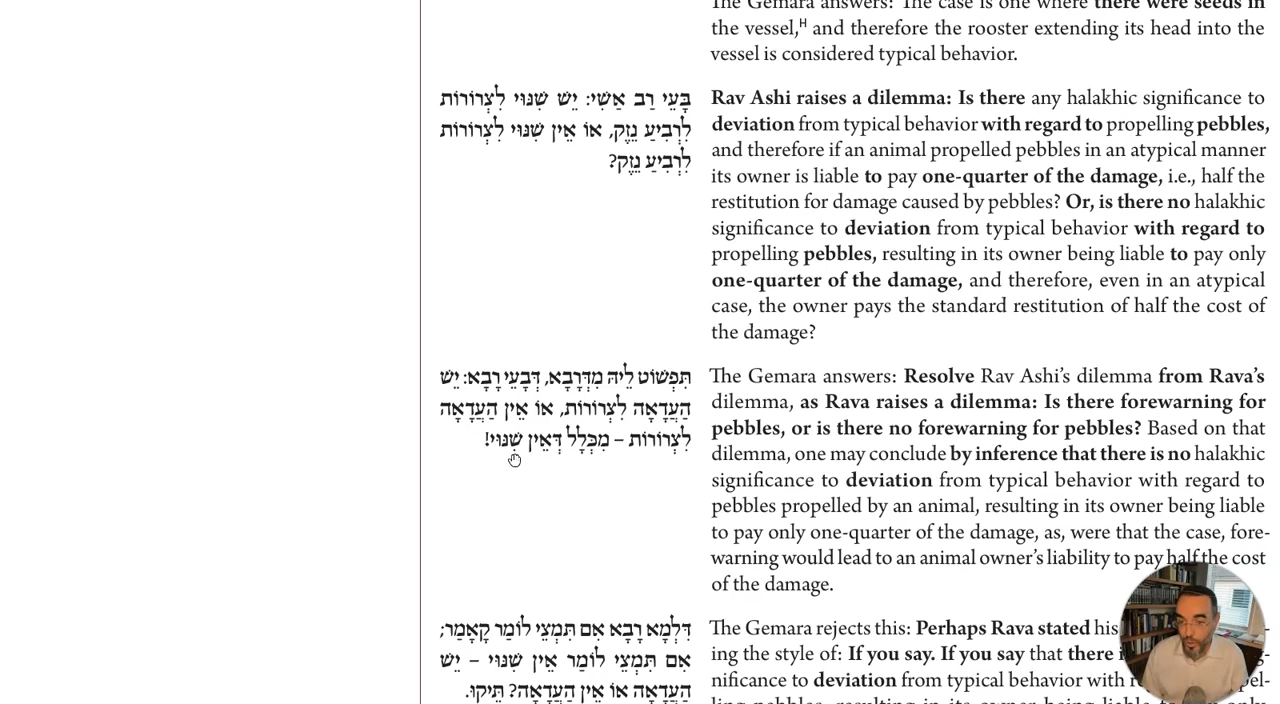 The Gemara answers: The case is one where there were seeds in
the vessel,ᴴ and therefore the rooster extending its head into the
vessel is considered typical behavior.
בָּעֵי רַב אַשִׁי: יֵשׁ שִׁנּוּי לִצְרוֹרוֹת
לִרְבִיעַ נֵזֶק, אוֹ אֵין שִׁנּוּי לִצְרוֹרוֹת
לִרְבִיעַ נֵזֶק?
Rav Ashi raises a dilemma: Is there any halakhic significance to
deviation from typical behavior with regard to propelling pebbles,
and therefore if an animal propelled pebbles in an atypical manner
its owner is liable to pay one-quarter of the damage, i.e., half the
restitution for damage caused by pebbles? Or, is there no halakhic
significance to deviation from typical behavior with regard to
propelling pebbles, resulting in its owner being liable to pay only
one-quarter of the damage, and therefore, even in an atypical
case, the owner pays the standard restitution of half the cost of
the damage?
תִּפְשׁוֹט לֵיהּ מִדְּרָבָא, דְּבָעֵי רָבָא: יֵשׁ
הַעֲדָאָה לִצְרוֹרוֹת, אוֹ אֵין הַעֲדָאָה
לִצְרוֹרוֹת – מִכְּלָל דְּאֵין שִׁנּוּי!
The Gemara answers: Resolve Rav Ashi’s dilemma from Rava’s
dilemma, as Rava raises a dilemma: Is there forewarning for
pebbles, or is there no forewarning for pebbles? Based on that
dilemma, one may conclude by inference that there is no halakhic
significance to deviation from typical behavior with regard to
pebbles propelled by an animal, resulting in its owner being liable
to pay only one-quarter of the damage, as, were that the case, fore-
warning would lead to an animal owner’s liability to pay half the cost
of the damage.
דִּלְמָא רָבָא אִם תִּמְצֵי לוֹמַר קָאָמַר;
אִם תִּמְצֵי לוֹמַר אֵין שִׁנּוּי – יֵשׁ
הַעֲדָאָה אוֹ אֵין הַעֲדָאָה? תֵּיקוּ.
The Gemara rejects this: Perhaps Rava stated his
ing the style of: If you say. If you say that there
nificance to deviation from typical behavior with
ling pebbles, resulting in its owner being liable to pay only